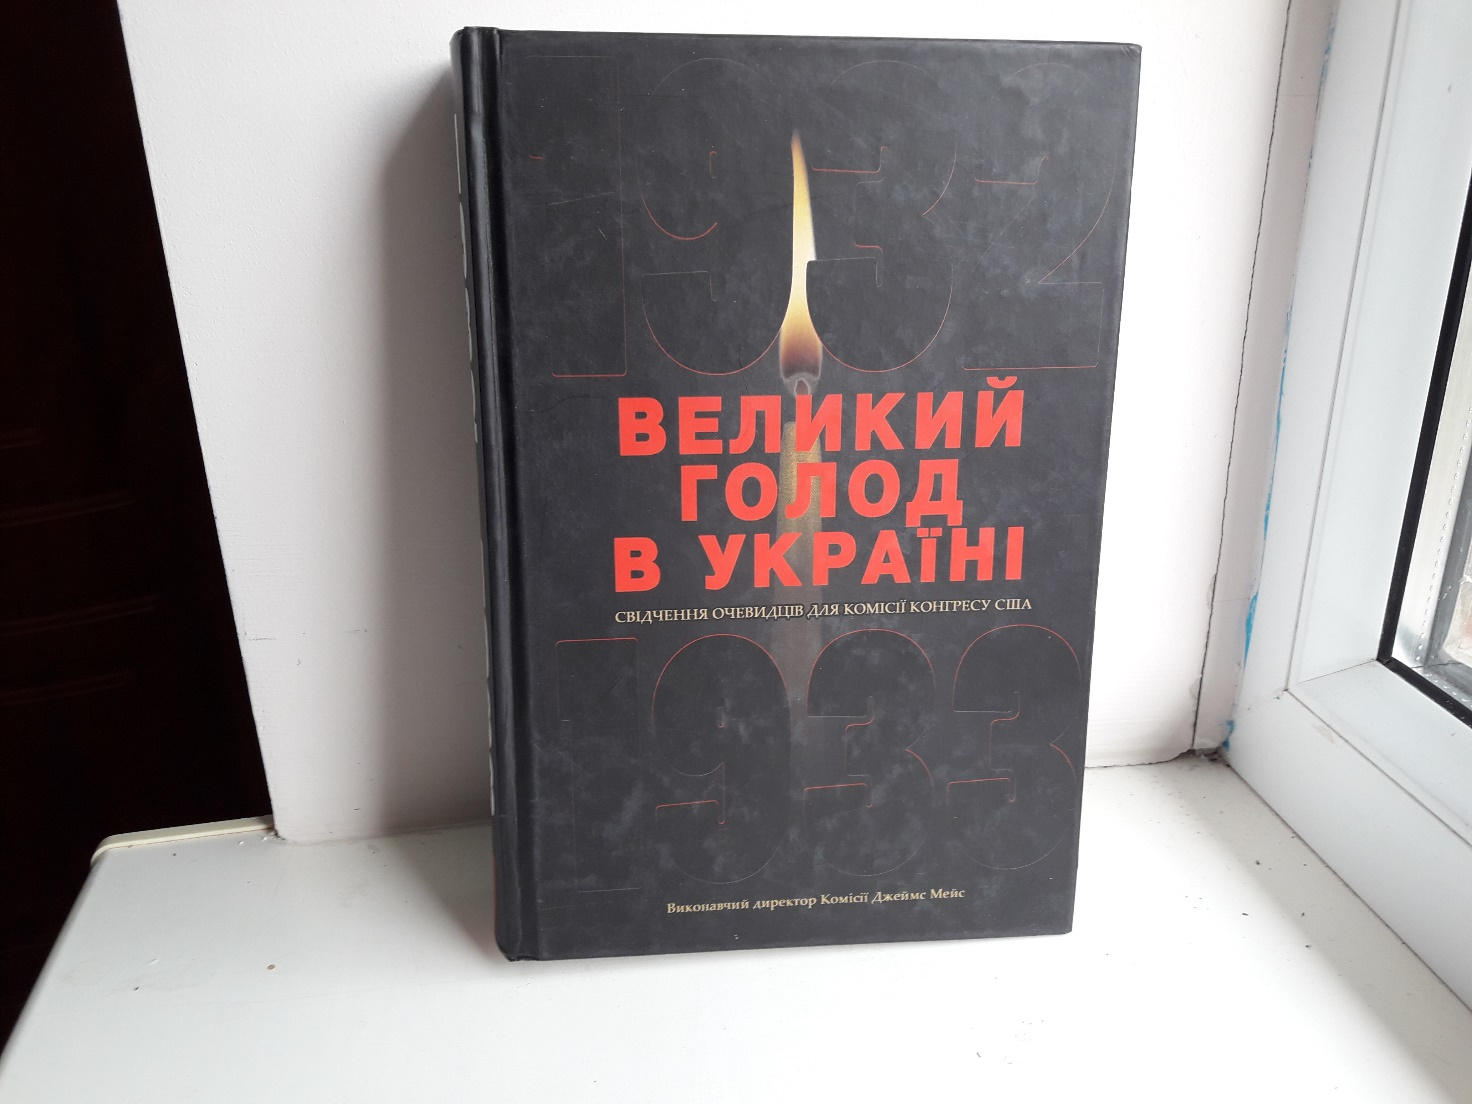 1932
ВЕЛИКИЙ
ГОЛОД
В УКРАЇНІ
СВІДЧЕННЯ ОЧЕВИДЦІВ ДЛЯ КОМІСІЇ КОНГРЕСУ США
1933
Виконавчий директор Комісії Джеймс Мейс